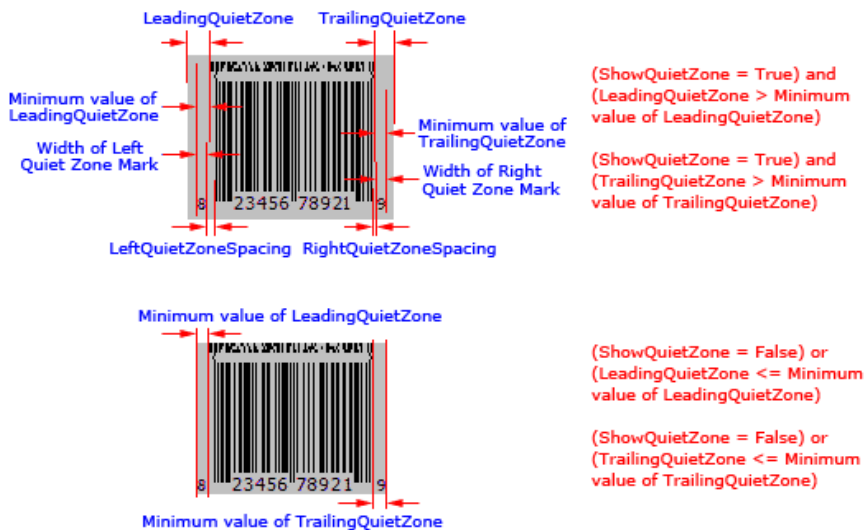 LeadingQuietZone
TrailingQuietZone
Minimum value of
LeadingQuietZone
Width of Left
Quiet Zone Mark
Minimum value of
TrailingQuietZone
Width of Right
Quiet Zone Mark
8 23456 78921 9
LeftQuietZoneSpacing
RightQuietZoneSpacing
(ShowQuietZone = True) and
(LeadingQuietZone > Minimum
value of LeadingQuietZone)
(ShowQuietZone = True) and
(TrailingQuietZone > Minimum
value of TrailingQuietZone)
Minimum value of LeadingQuietZone
8 23456 78921 9
Minimum value of TrailingQuietZone
(ShowQuietZone = False) or
(LeadingQuietZone <= Minimum
value of LeadingQuietZone)
(ShowQuietZone = False) or
(TrailingQuietZone <= Minimum
value of TrailingQuietZone)